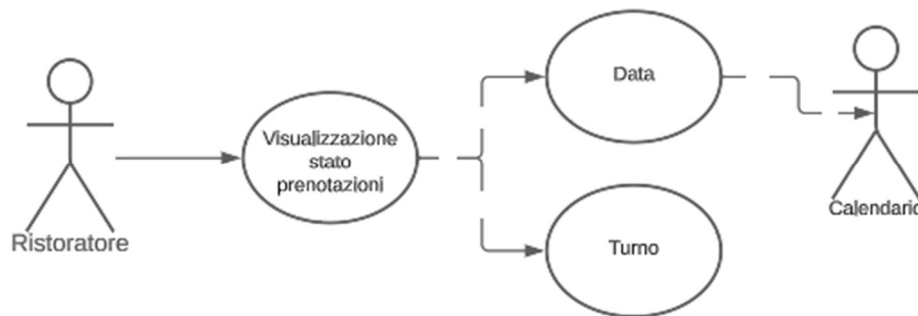 Ristoratore
Visualizzazione
stato
prenotazioni
Data
Turno
Calendario